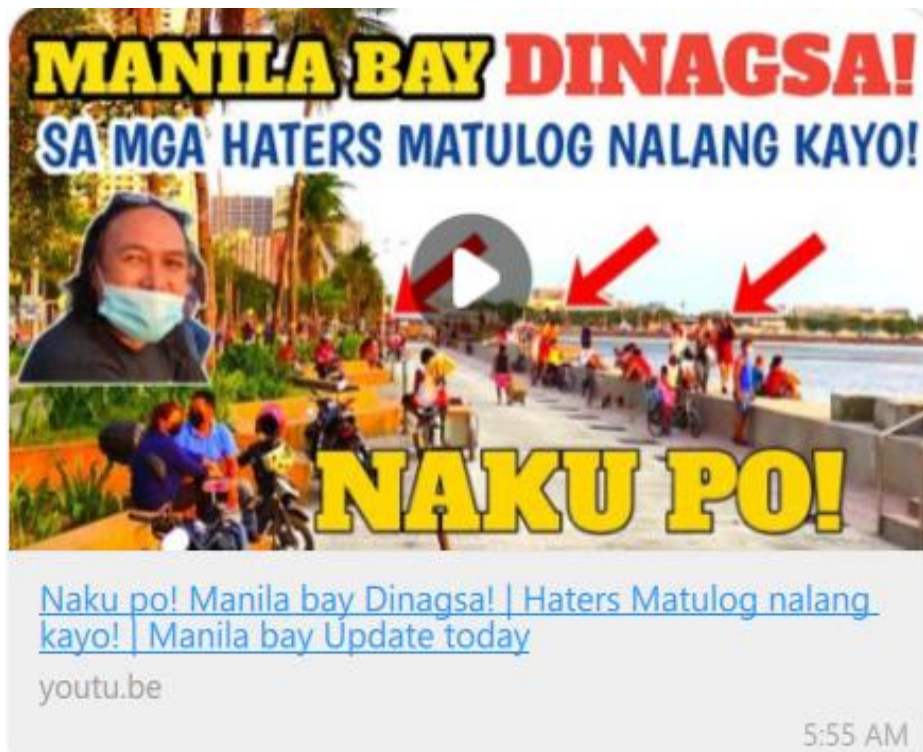 MANILA BAY DINAGSA!
SA MGA HATERS MATULOG NALANG KAYO!
NAKU PO!
Naku po! Manila bay Dinagsa! | Haters Matulog nalang
kayo! | Manila bay Update today
youtu.be
5:55 AM